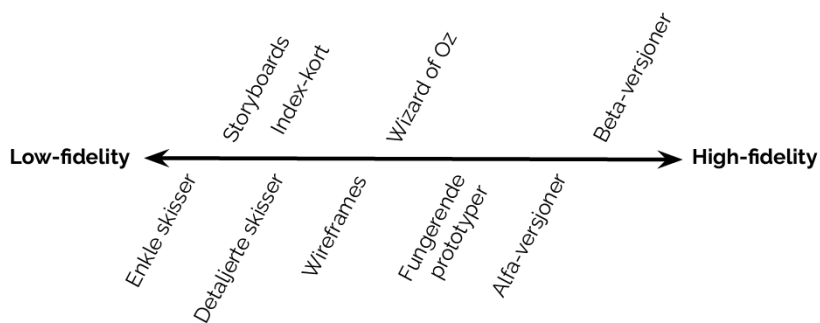 Storyboards
Index-kort
Wizard of Oz
Beta-versjoner
Low-fidelity
High-fidelity
Enkle skisser
Detaljerte skisser
Wireframes
Fungerende
prototyper
Alfa-versjoner